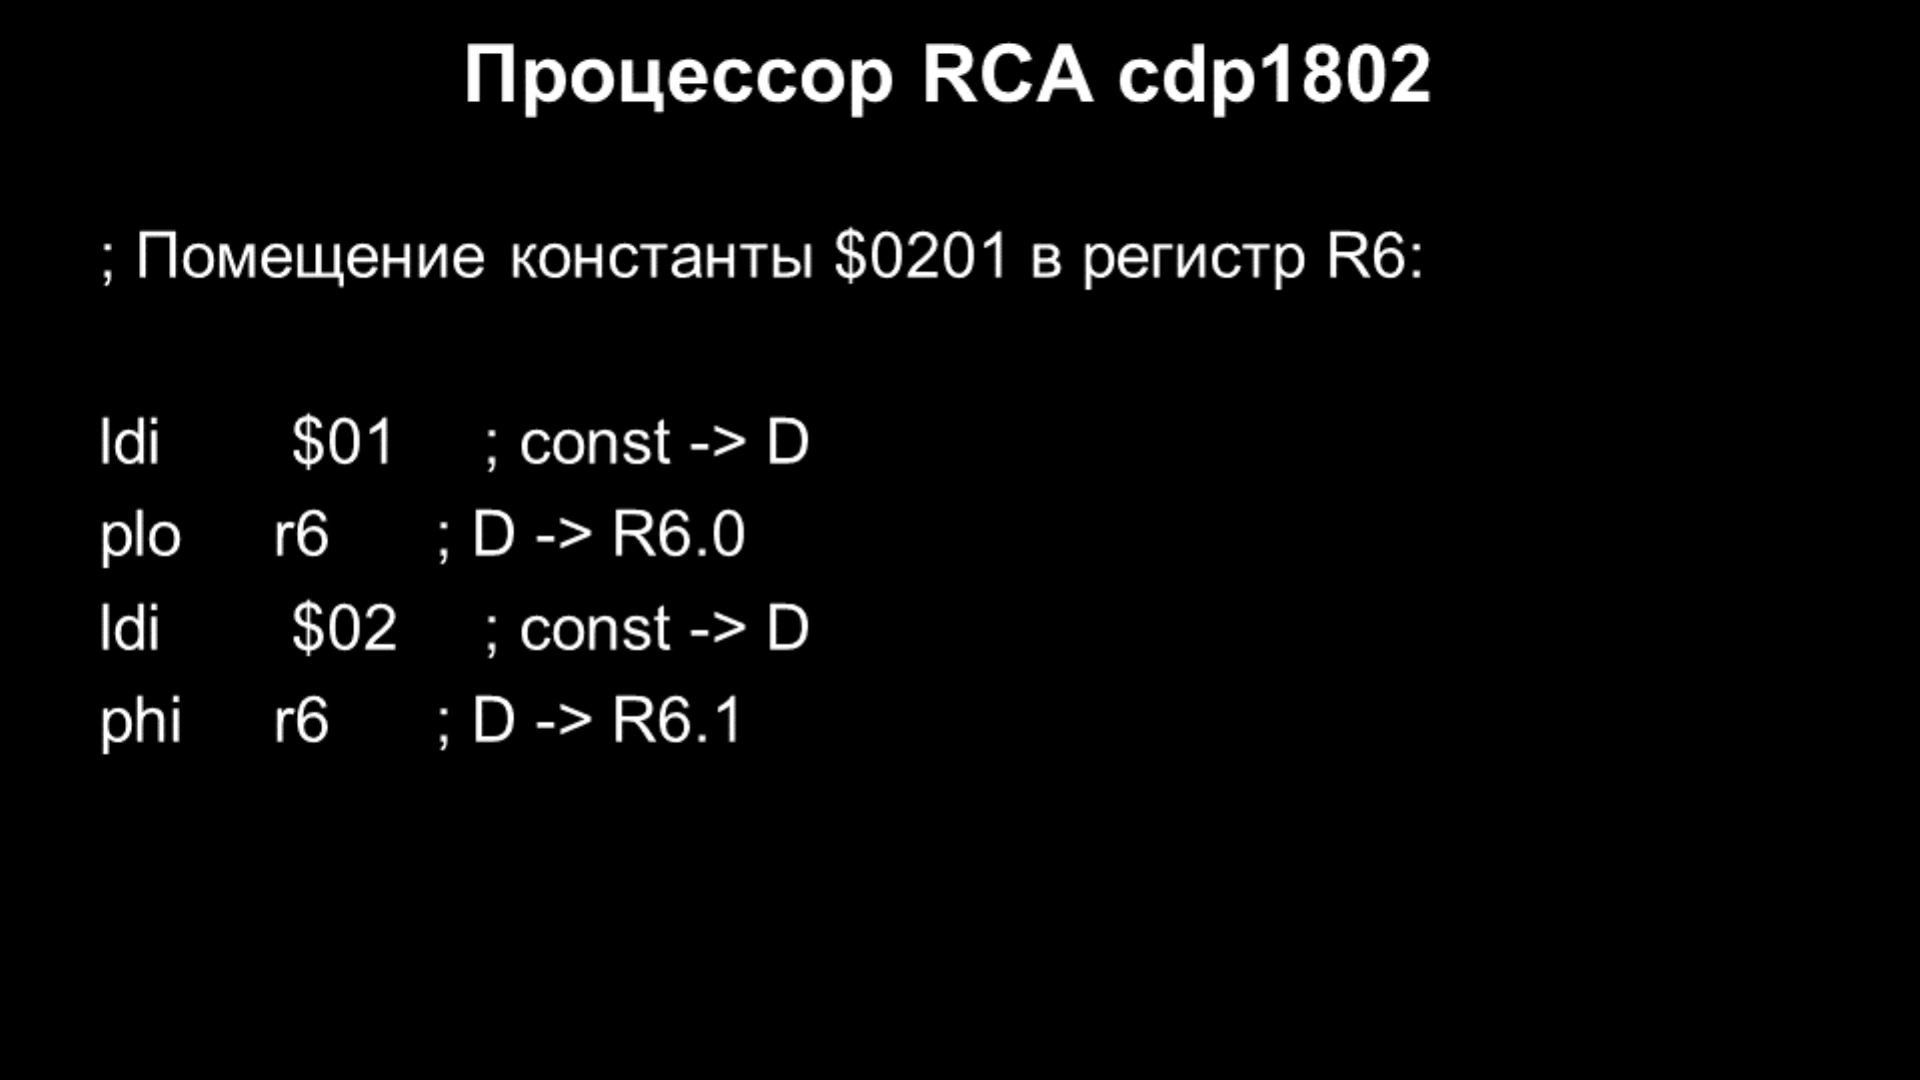 Процессор RCA cdp1802
; Помещение константы $0201 в регистр R6:
ldi $01 ; const -> D
plo r6 ; D -> R6.0
ldi $02 ; const -> D
phi r6 ; D -> R6.1